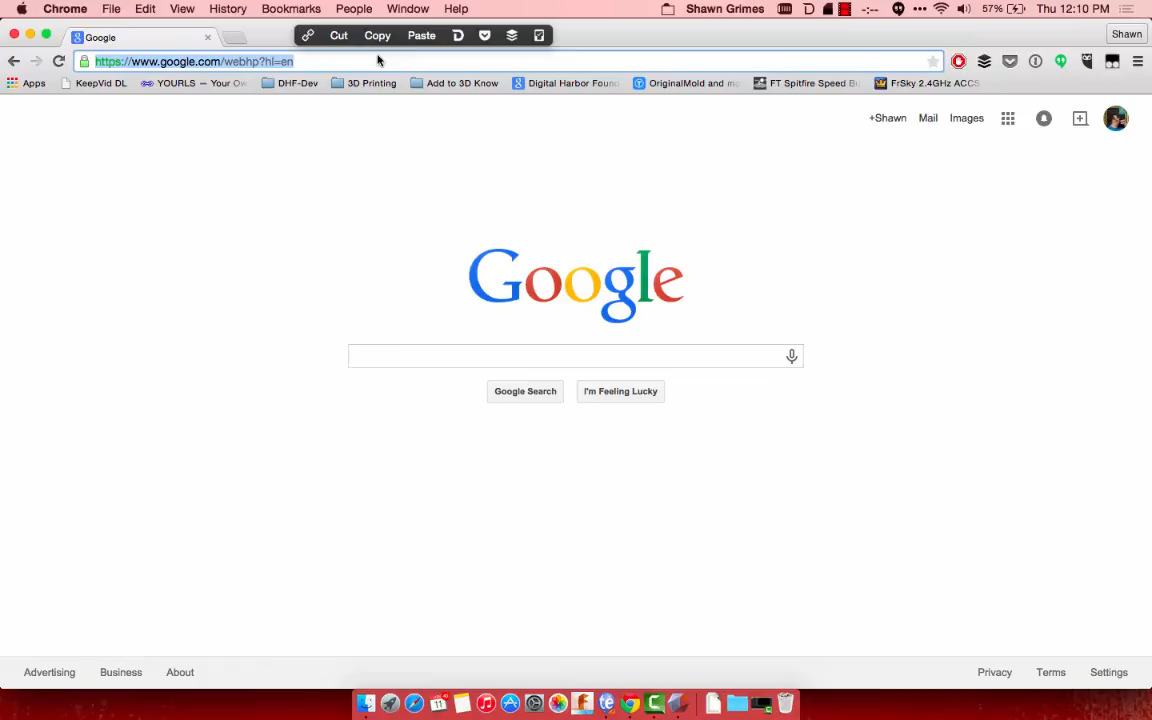 Chrome File Edit View History Bookmarks People Window Help Shawn Grimes 57% Thu 12:10 PM
Google Cut Copy Paste Shawn
https://www.google.com/webhp?hl=en
Apps KeepVid DL YOURLS — Your Ow DHF-Dev 3D Printing Add to 3D Know Digital Harbor Foun OriginalMold and mo FT Spitfire Speed Bu FrSky 2.4GHz ACCS
+Shawn Mail Images
Google
Google Search I'm Feeling Lucky
Advertising Business About Privacy Terms Settings